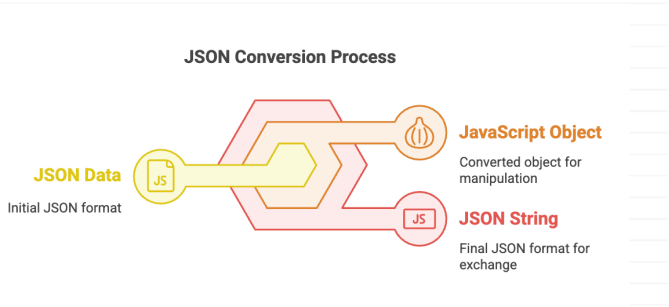 JSON Conversion Process
JavaScript Object
Converted object for
manipulation
JSON Data
JS
Initial JSON format
JS
JSON String
Final JSON format for
exchange